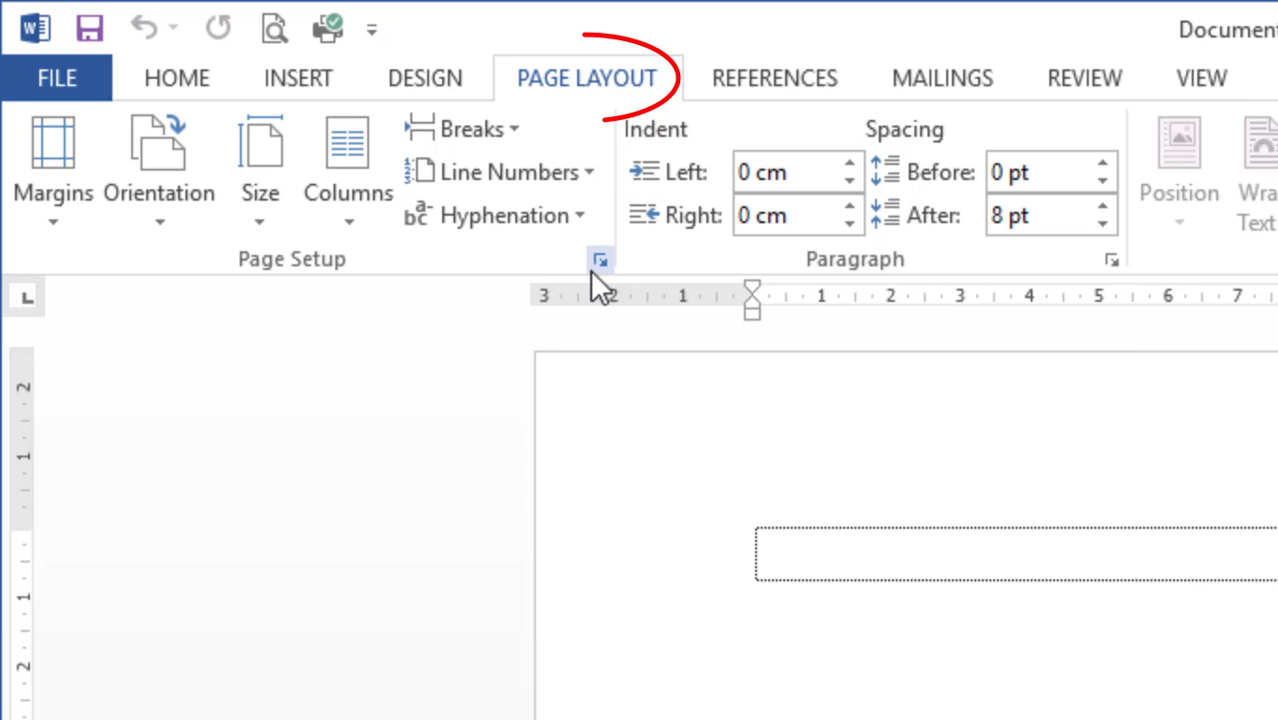 Document
FILE HOME INSERT DESIGN PAGE LAYOUT REFERENCES MAILINGS REVIEW VIEW
Breaks Indent Spacing
Line Numbers Left: 0 cm Before: 0 pt
Margins Orientation Size Columns Position Wra
Hyphenation Right: 0 cm After: 8 pt Text
Page Setup Paragraph
3 2 1 1 2 3 4 5 6 7
2
1
1
2